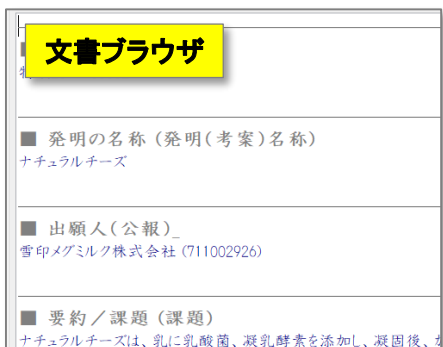 文書ブラウザ
■ 発明の名称 (発明(考案)名称)
ナチュラルチーズ
■ 出願人(公報)_
雪印メグミルク株式会社 (711002926)
■ 要約／課題 (課題)
ナチュラルチーズは、乳に乳酸菌、凝乳酵素を添加し、凝固後、